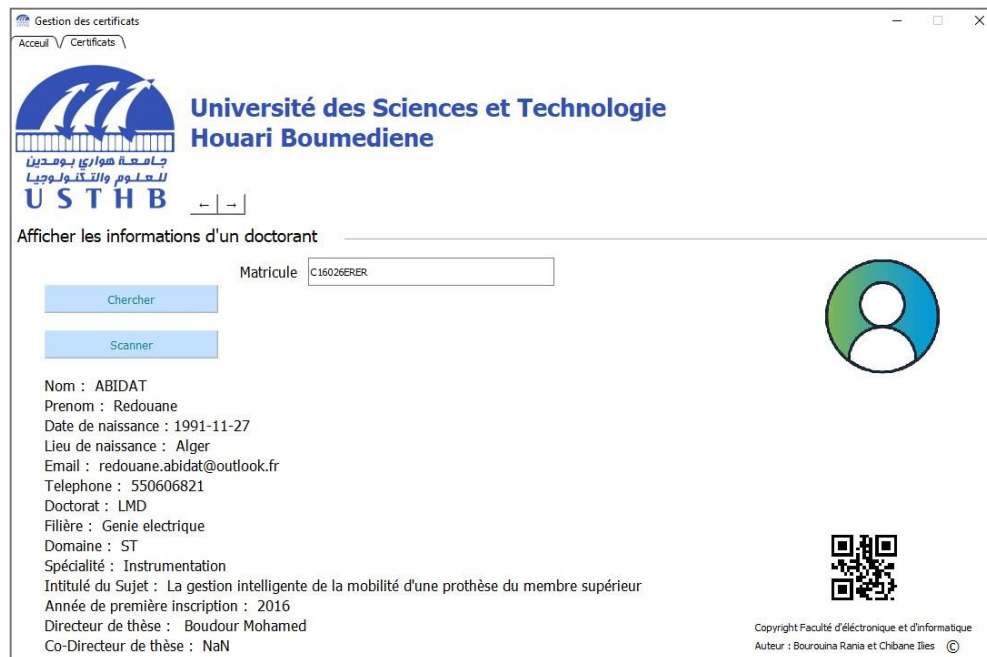 Gestion des certificats
Acceuil
Certificats
Université des Sciences et Technologie
Houari Boumediene
جامعة هواري بومدين
للعلوم والتكنولوجيا
USTHB
← →
Afficher les informations d'un doctorant
Matricule C16026ERER
Chercher
Scanner
Nom : ABIDAT
Prenom : Redouane
Date de naissance : 1991-11-27
Lieu de naissance : Alger
Email : redouane.abidat@outlook.fr
Telephone : 550606821
Doctorat : LMD
Filière : Genie electrique
Domaine : ST
Spécialité : Instrumentation
Intitulé du Sujet : La gestion intelligente de la mobilité d'une prothèse du membre supérieur
Année de première inscription : 2016
Directeur de thèse : Boudour Mohamed
Co-Directeur de thèse : NaN
Copyright Faculté d'éléctronique et d'informatique
Auteur : Bourouina Rania et Chibane Ilies ©